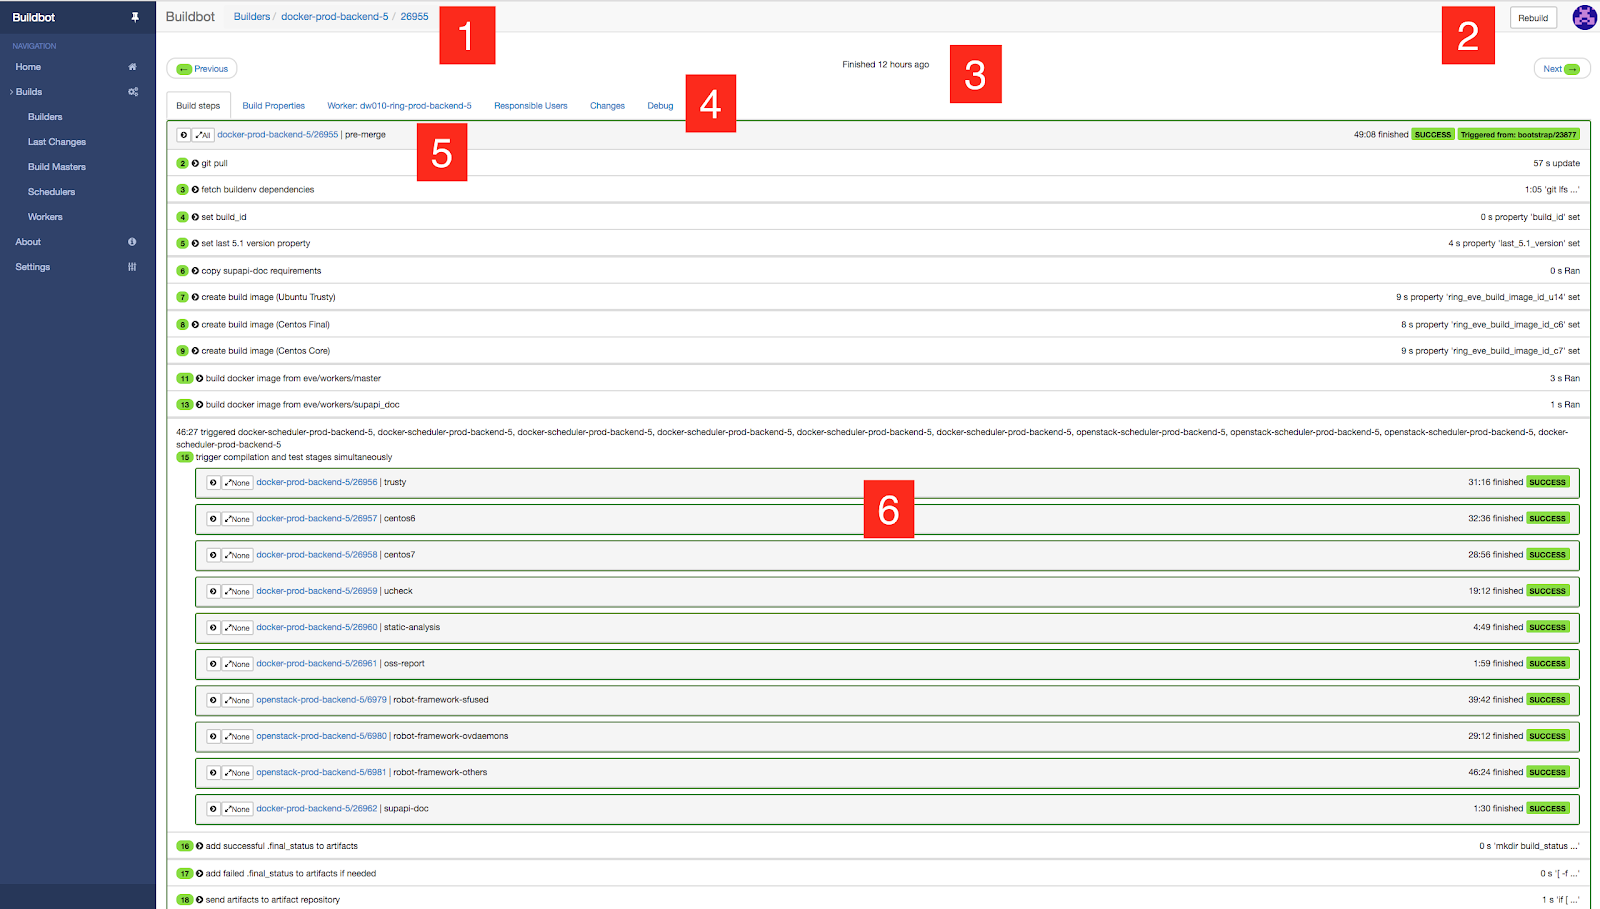 Buildbot
NAVIGATION
Home
Builds
Builders
Last Changes
Build Masters
Schedulers
Workers
About
Settings
Buildbot Builders / docker-prod-backend-5 / 26955
1
2
Rebuild
← Previous
Finished 12 hours ago
3
Next →
Build steps Build Properties Worker: dw010-ring-prod-backend-5 Responsible Users Changes Debug
4
All docker-prod-backend-5/26955 | pre-merge 49:08 finished SUCCESS Triggered from: bootstrap/23877
5
2 git pull 57 s update
3 fetch buildenv dependencies 1:05 'git lfs ...'
4 set build_id 0 s property 'build_id' set
5 set last 5.1 version property 4 s property 'last_5.1_version' set
6 copy supapi-doc requirements 0 s Ran
7 create build image (Ubuntu Trusty) 9 s property 'ring_eve_build_image_id_u14' set
8 create build image (Centos Final) 8 s property 'ring_eve_build_image_id_c6' set
9 create build image (Centos Core) 9 s property 'ring_eve_build_image_id_c7' set
11 build docker image from eve/workers/master 3 s Ran
13 build docker image from eve/workers/supapi_doc 1 s Ran
46:27 triggered docker-scheduler-prod-backend-5, docker-scheduler-prod-backend-5, docker-scheduler-prod-backend-5, docker-scheduler-prod-backend-5, docker-scheduler-prod-backend-5, docker-scheduler-prod-backend-5, openstack-scheduler-prod-backend-5, openstack-scheduler-prod-backend-5, openstack-scheduler-prod-backend-5, docker-
scheduler-prod-backend-5
15 trigger compilation and test stages simultaneously
None docker-prod-backend-5/26956 | trusty 31:16 finished SUCCESS
6
None docker-prod-backend-5/26957 | centos6 32:36 finished SUCCESS
None docker-prod-backend-5/26958 | centos7 28:56 finished SUCCESS
None docker-prod-backend-5/26959 | ucheck 19:12 finished SUCCESS
None docker-prod-backend-5/26960 | static-analysis 4:49 finished SUCCESS
None docker-prod-backend-5/26961 | oss-report 1:59 finished SUCCESS
None openstack-prod-backend-5/6979 | robot-framework-sfused 39:42 finished SUCCESS
None openstack-prod-backend-5/6980 | robot-framework-ovdaemons 29:12 finished SUCCESS
None openstack-prod-backend-5/6981 | robot-framework-others 46:24 finished SUCCESS
None docker-prod-backend-5/26962 | supapi-doc 1:30 finished SUCCESS
16 add successful .final_status to artifacts 0 s 'mkdir build_status ...'
17 add failed .final_status to artifacts if needed 0 s '[ -f ...'
18 send artifacts to artifact repository 1 s 'if [ ...'